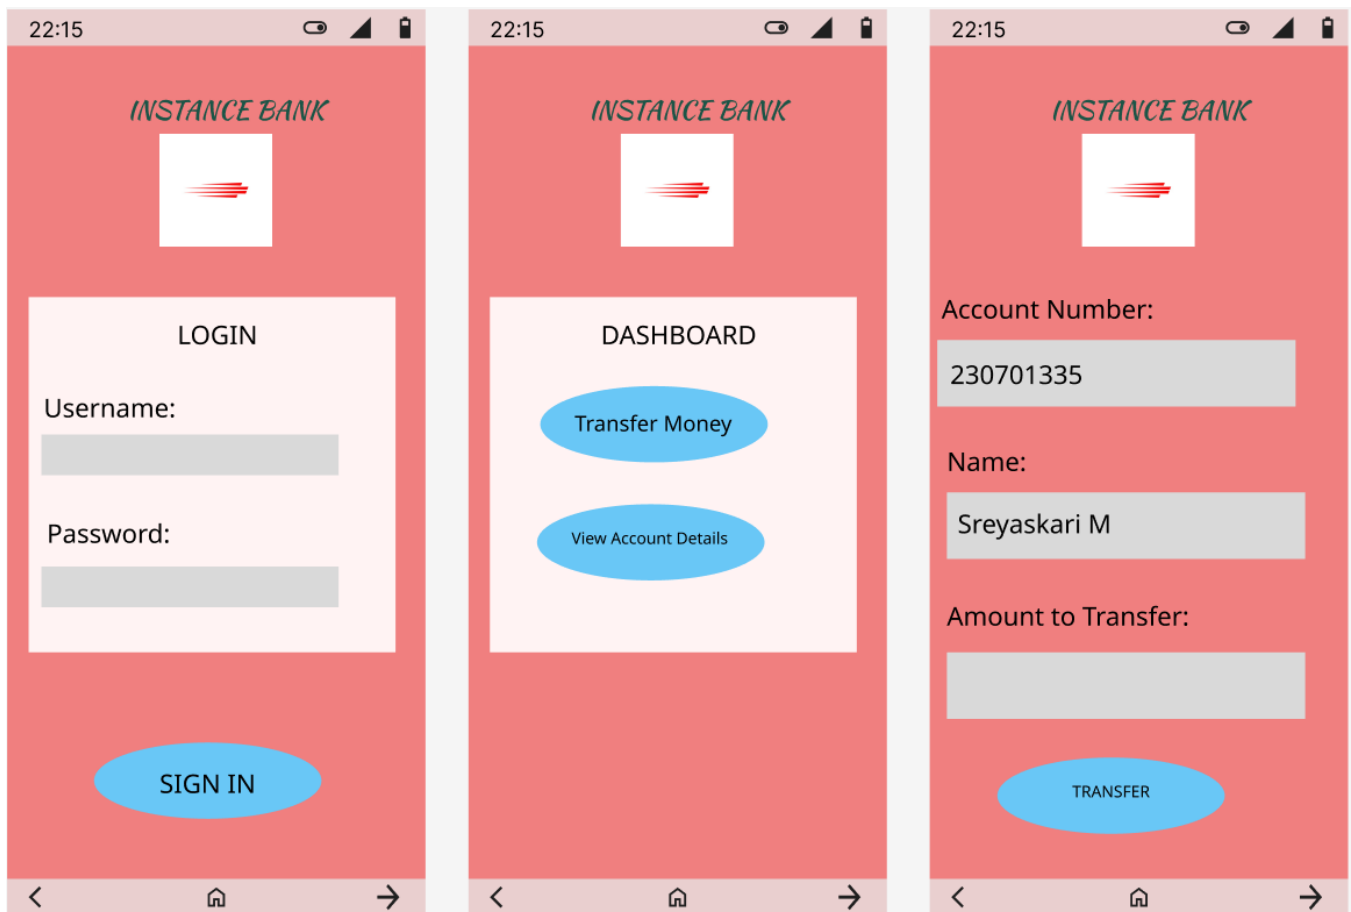 22:15
INSTANCE BANK
LOGIN
Username:
Password:
SIGN IN
22:15
INSTANCE BANK
DASHBOARD
Transfer Money
View Account Details
22:15
INSTANCE BANK
Account Number:
230701335
Name:
Sreyaskari M
Amount to Transfer:
TRANSFER